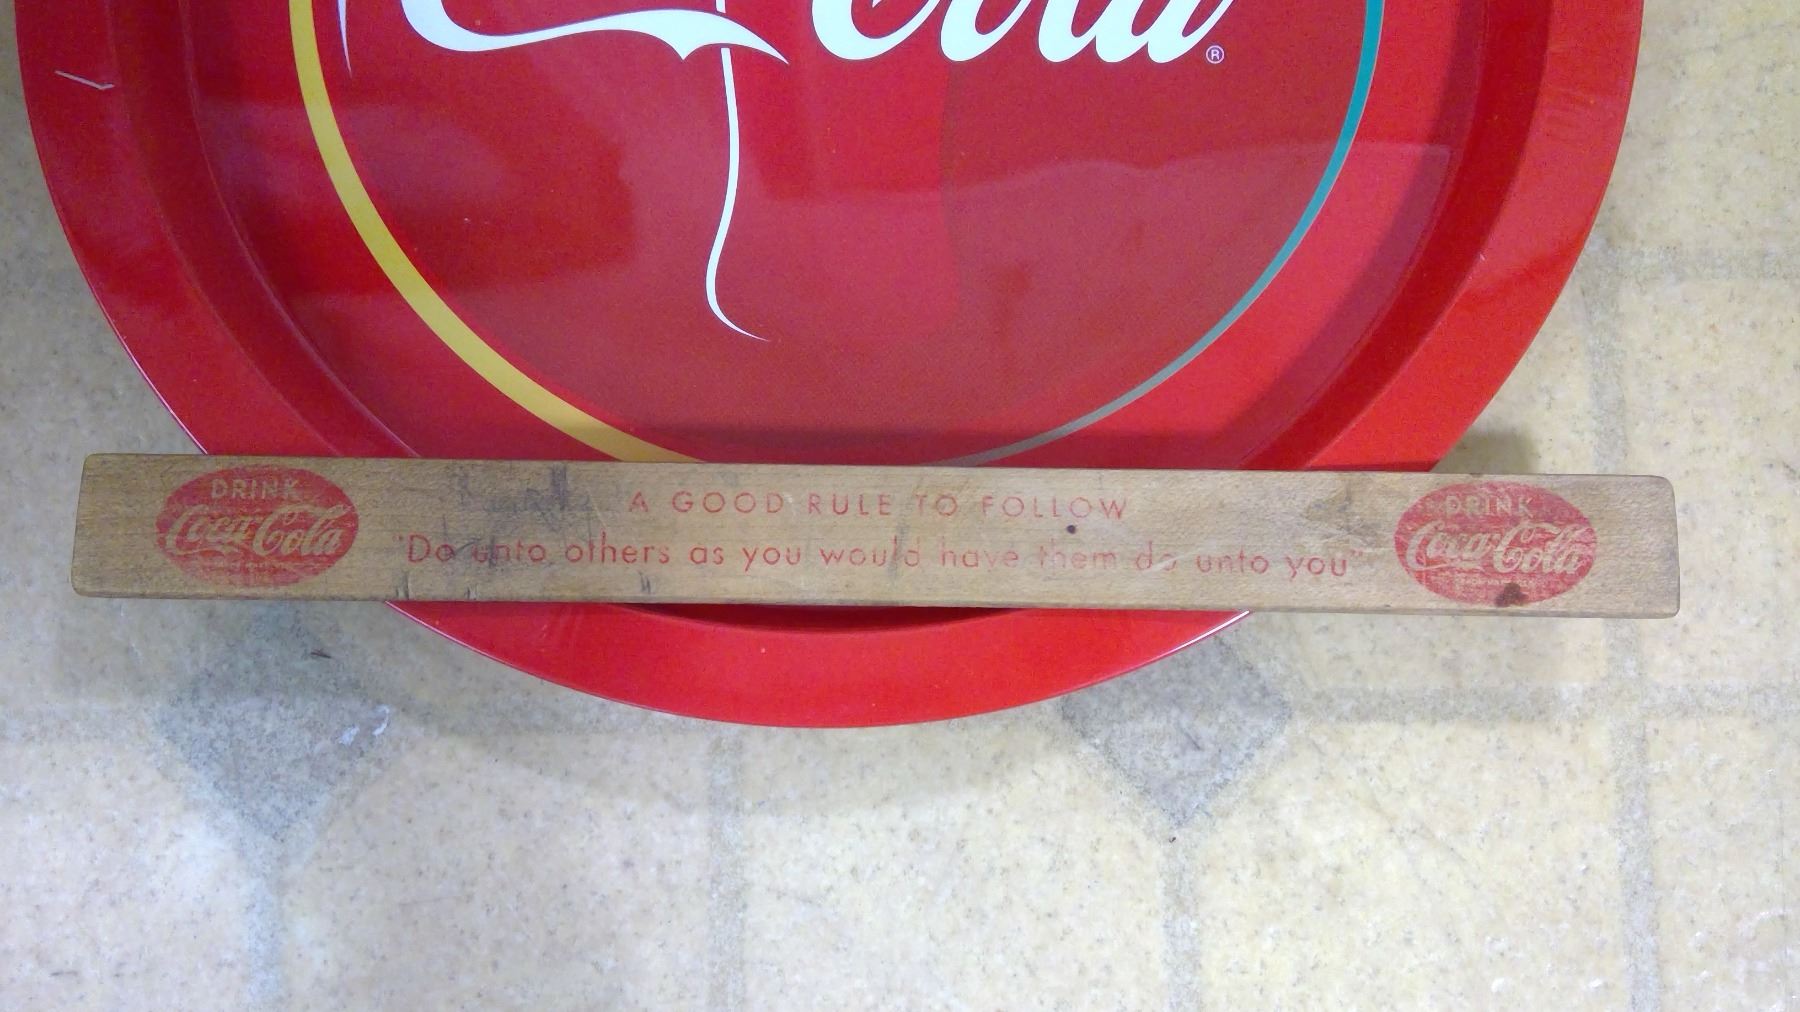 Cola®
DRINK
Coca-Cola
A GOOD RULE TO FOLLOW
"Do unto others as you would have them do unto you"
DRINK
Coca-Cola